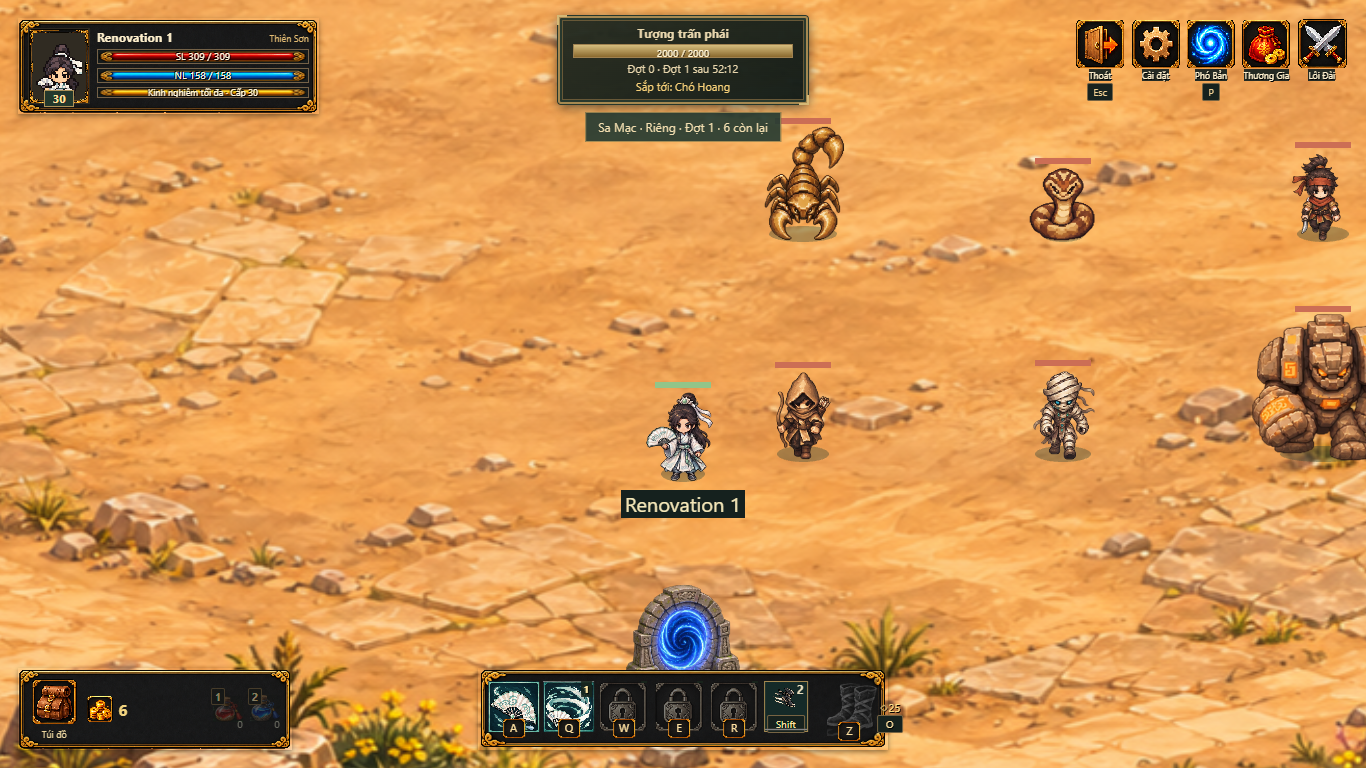 Renovation 1
Thiên Sơn
SL 309 / 309
NL 158 / 158
Kinh nghiệm tối đa · Cấp 30
30
Tượng trấn phái
2000 / 2000
Đợt 0 · Đợt 1 sau 52:12
Sắp tới: Chó Hoang
Sa Mạc · Riêng · Đợt 1 · 6 còn lại
Thoát
Cài đặt
Phó Bản
Thương Gia
Lôi Đài
Esc
P
Renovation 1
6
1
0
2
0
Túi đồ
A
1
Q
W
E
R
2
Shift
Z
25
O